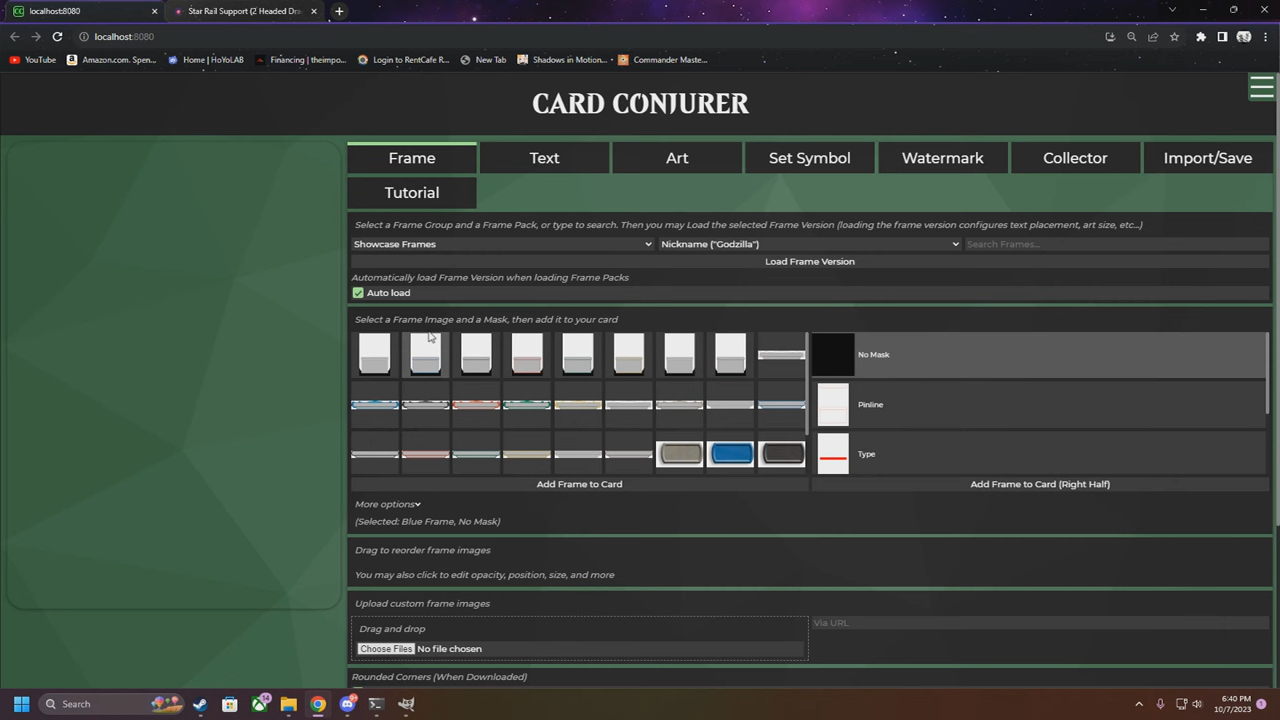 localhost:8080
Star Rail Support (2 Headed Dra
localhost:8080
YouTube
Amazon.com. Spen...
Home | HoYoLAB
Financing | theimpo...
Login to RentCafe R...
New Tab
Shadows in Motion...
Commander Maste...
CARD CONJURER
Frame
Text
Art
Set Symbol
Watermark
Collector
Import/Save
Tutorial
Select a Frame Group and a Frame Pack, or type to search. Then you may Load the selected Frame Version (loading the frame version configures text placement, art size, etc...)
Showcase Frames
Nickname ("Godzilla")
Search Frames...
Load Frame Version
Automatically load Frame Version when loading Frame Packs
Auto load
Select a Frame Image and a Mask, then add it to your card
No Mask
Pinline
Type
Add Frame to Card
Add Frame to Card (Right Half)
More options
(Selected: Blue Frame, No Mask)
Drag to reorder frame images
You may also click to edit opacity, position, size, and more
Upload custom frame images
Drag and drop
Via URL
Choose Files No file chosen
Rounded Corners (When Downloaded)
Search
14
6:40 PM
10/7/2023